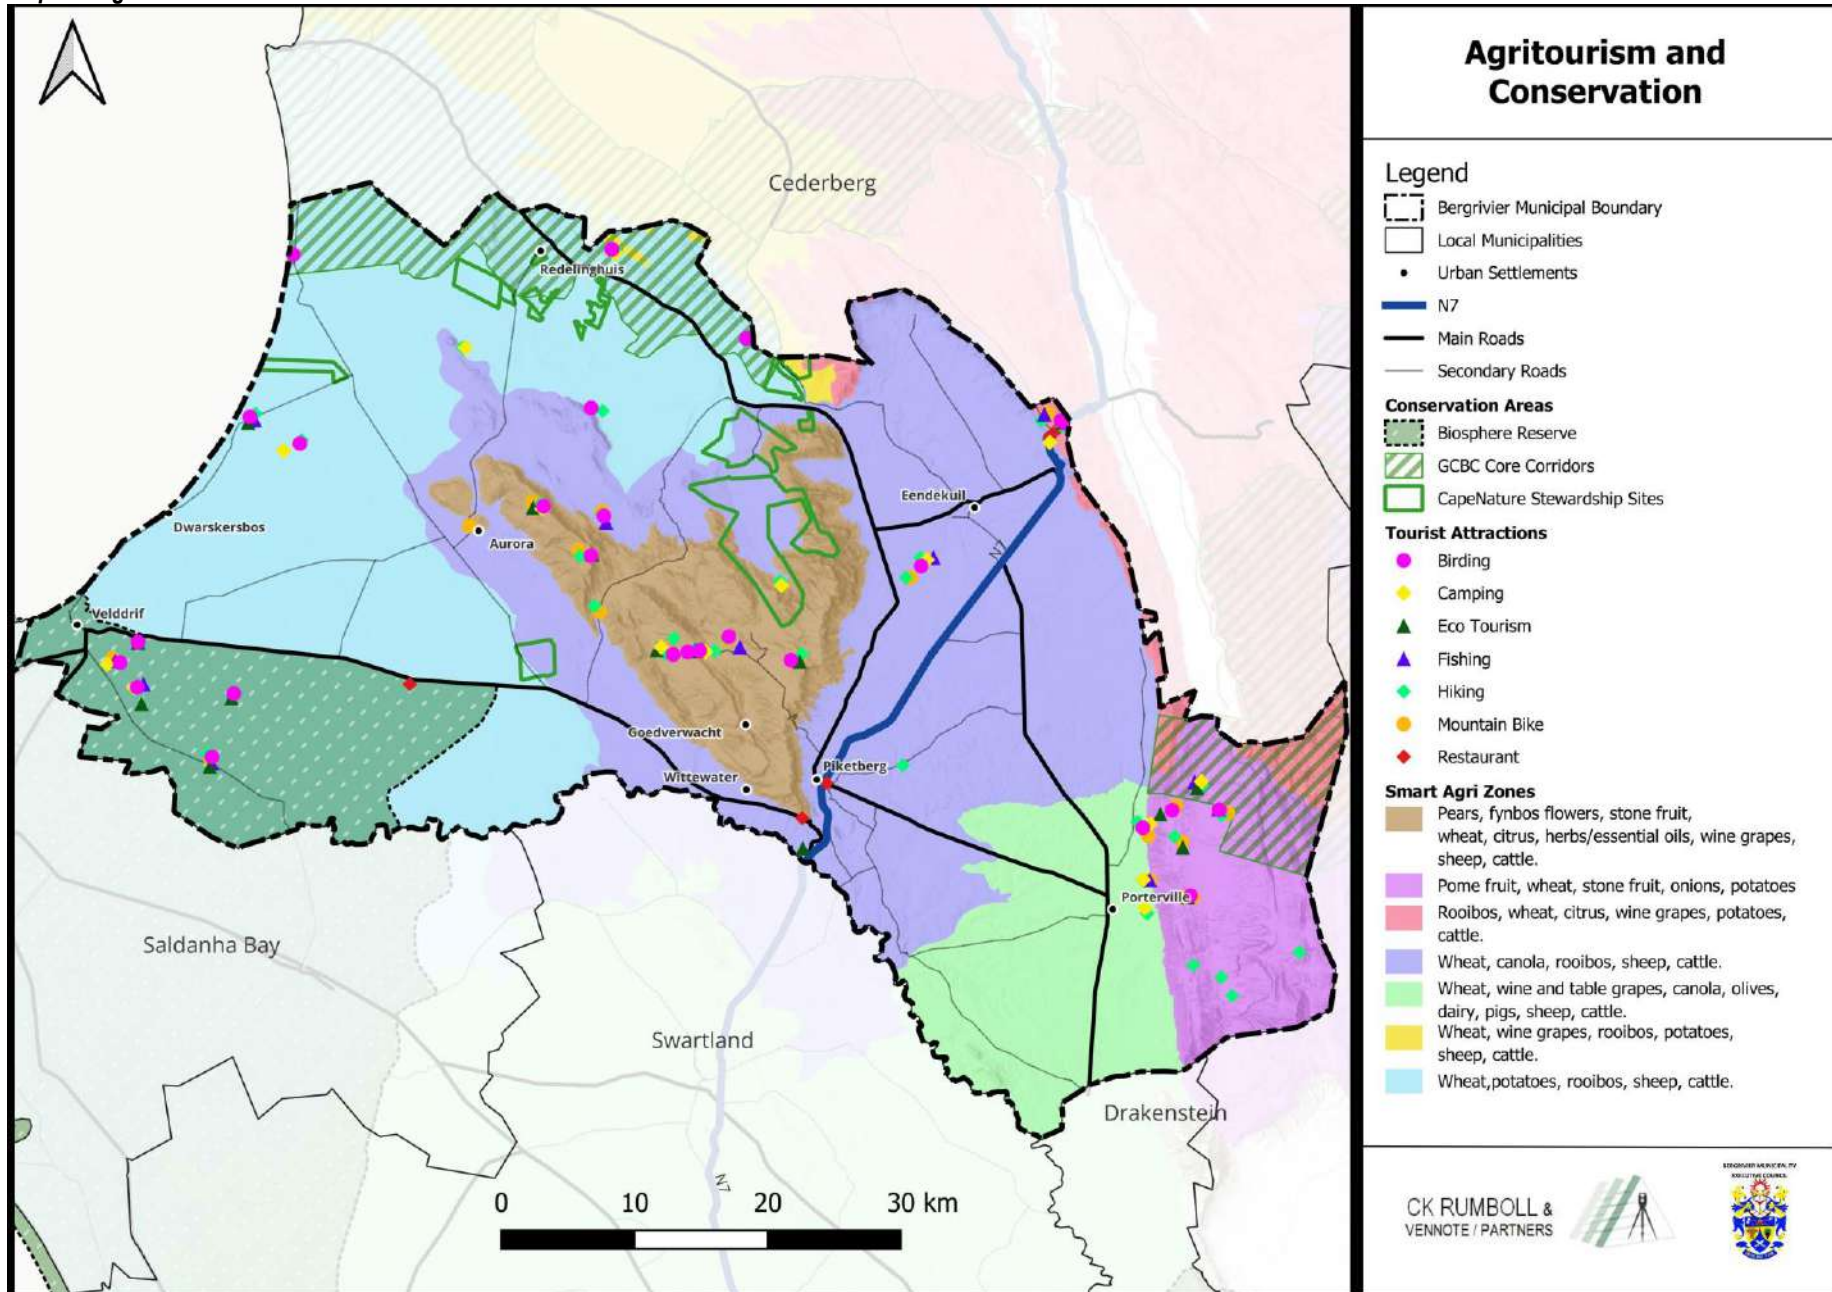 Agritourism and
Conservation
Legend
Bergrivier Municipal Boundary
Local Municipalities
Urban Settlements
N7
Main Roads
Secondary Roads
Conservation Areas
Biosphere Reserve
GCBC Core Corridors
CapeNature Stewardship Sites
Tourist Attractions
Birding
Camping
Eco Tourism
Fishing
Hiking
Mountain Bike
Restaurant
Smart Agri Zones
Pears, fynbos flowers, stone fruit,
wheat, citrus, herbs/essential oils, wine grapes,
sheep, cattle.
Pome fruit, wheat, stone fruit, onions, potatoes
Rooibos, wheat, citrus, wine grapes, potatoes,
cattle.
Wheat, canola, rooibos, sheep, cattle.
Wheat, wine and table grapes, canola, olives,
dairy, pigs, sheep, cattle.
Wheat, wine grapes, rooibos, potatoes,
sheep, cattle.
Wheat,potatoes, rooibos, sheep, cattle.
CK RUMBOLL &
VENNOTE / PARTNERS
BERGRIVIER MUNICIPALITY
EXECUTIVE COUNCIL
Cederberg
Redelinghuis
Eendekuil
Dwarskersbos
Aurora
N7
Velddrif
Goedverwacht
Piketberg
Wittewater
Porterville
Saldanha Bay
Swartland
Drakenstein
N7
0 10 20 30 km